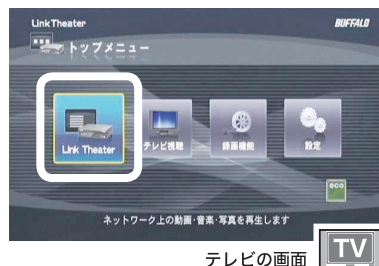 LinkTheater
BUFFALO
トップメニュー
Link Theater
テレビ視聴
録画機能
設定
eco
ネットワーク上の動画・音楽・写真を再生します
テレビの画面
TV